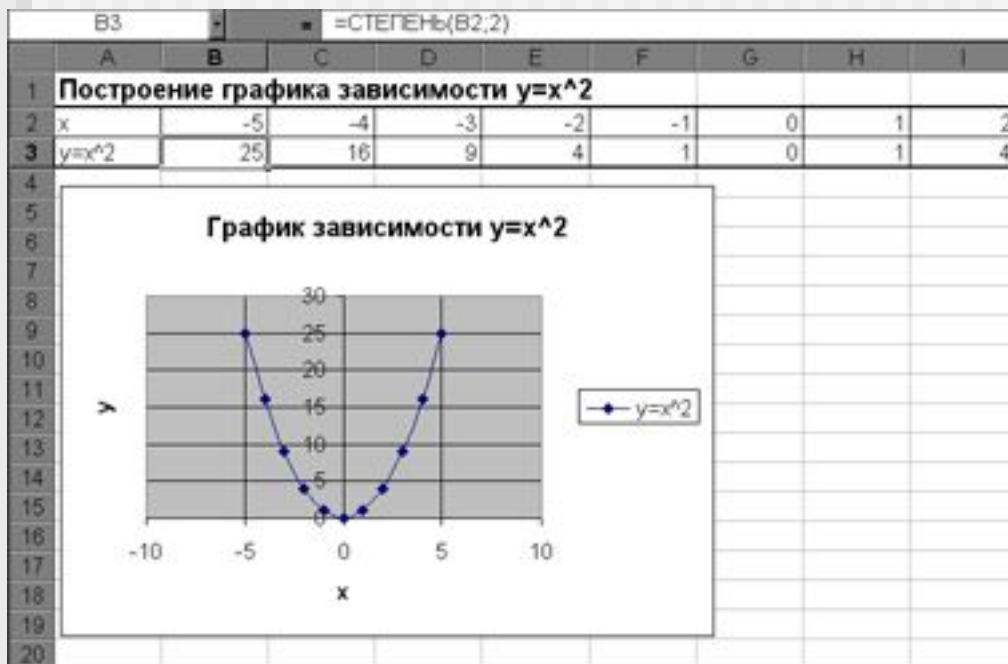 B3 = =СТЕПЕНЬ(B2;2)
A B C D E F G H I
1 Построение графика зависимости y=x^2
2 x -5 -4 -3 -2 -1 0 1 2
3 y=x^2 25 16 9 4 1 0 1 4
4
5
График зависимости y=x^2
6
7
8
30
9
25
10
20
11
15
y
y=x^2
12
13
10
14
5
15
0
16
-10 -5 0 5 10
17
18
x
19
20